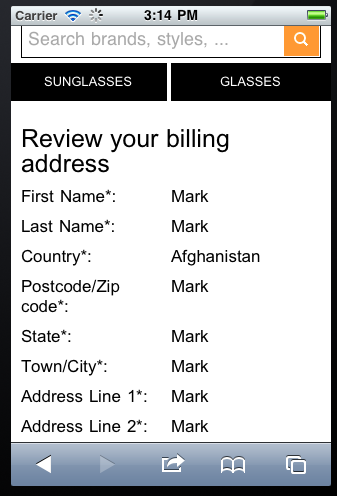 Carrier 3:14 PM
Search brands, styles, ...
SUNGLASSES GLASSES
Review your billing
address
First Name*: Mark
Last Name*: Mark
Country*: Afghanistan
Postcode/Zip Mark
code*:
State*: Mark
Town/City*: Mark
Address Line 1*: Mark
Address Line 2*: Mark